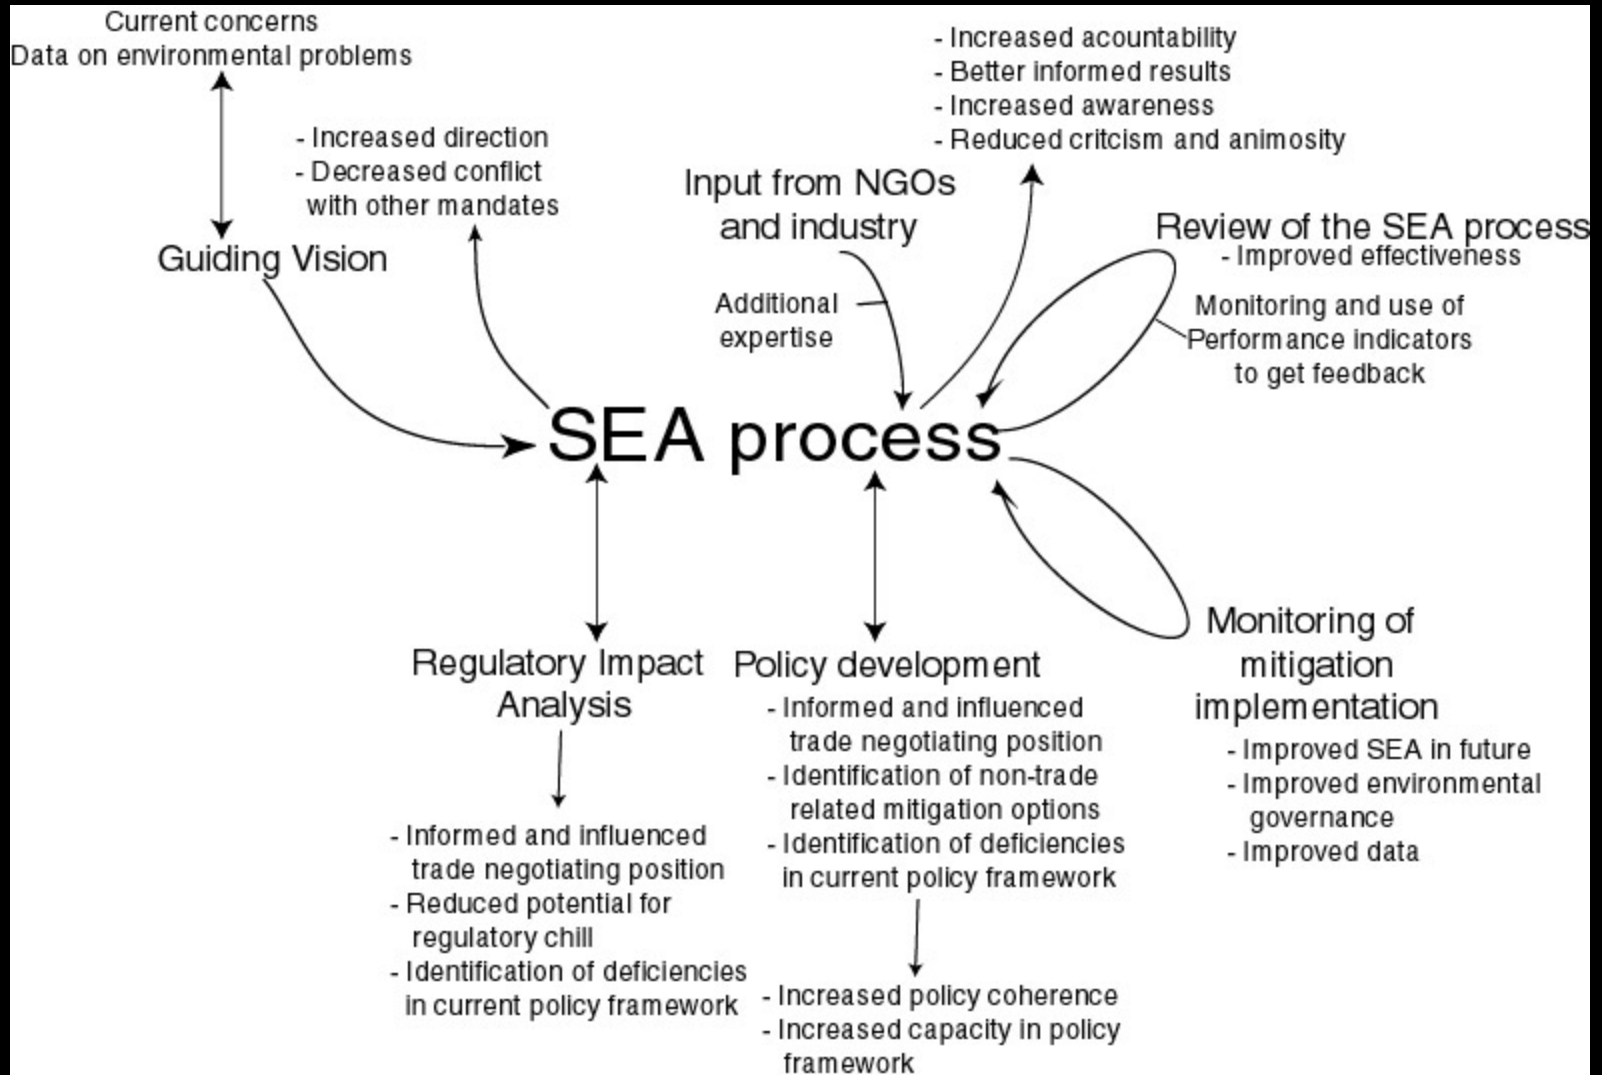 Current concerns
Data on environmental problems
- Increased direction
- Decreased conflict
with other mandates
Guiding Vision
Input from NGOs
and industry
Additional
expertise
- Increased acountability
- Better informed results
- Increased awareness
- Reduced critcism and animosity
Review of the SEA process
- Improved effectiveness
Monitoring and use of
Performance indicators
to get feedback
SEA process
Regulatory Impact
Analysis
- Informed and influenced
trade negotiating position
- Reduced potential for
regulatory chill
- Identification of deficiencies
in current policy framework
Policy development
- Informed and influenced
trade negotiating position
- Identification of non-trade
related mitigation options
- Identification of deficiencies
in current policy framework
- Increased policy coherence
- Increased capacity in policy
framework
Monitoring of
mitigation
implementation
- Improved SEA in future
- Improved environmental
governance
- Improved data